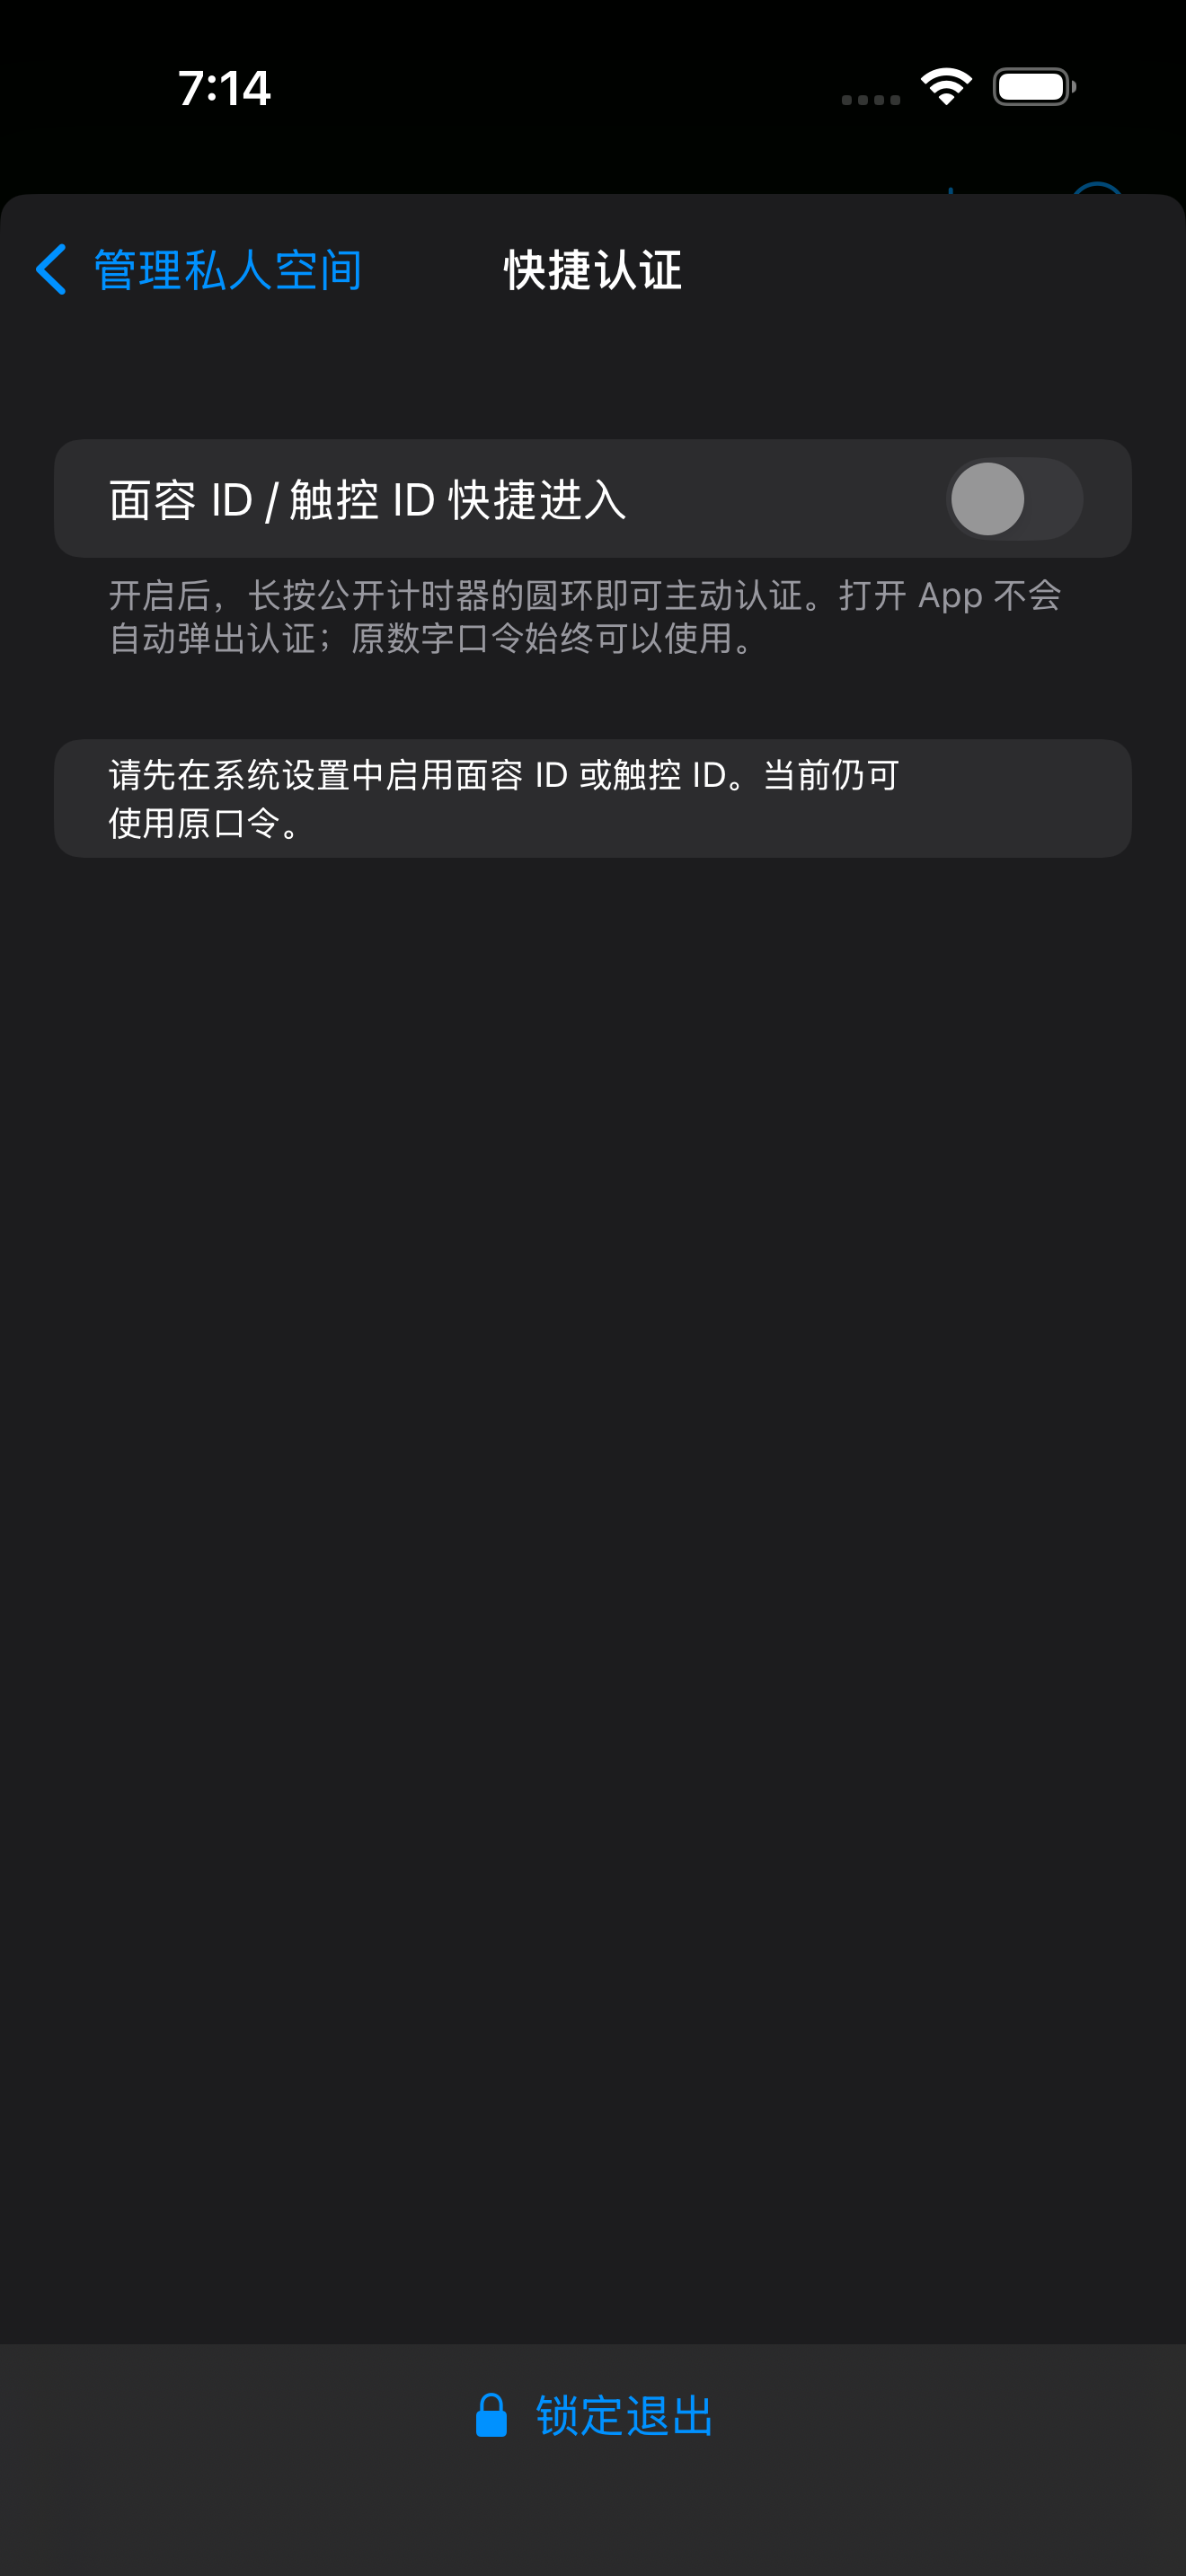 7:14
管理私人空间
快捷认证
面容 ID / 触控 ID 快捷进入
开启后，长按公开计时器的圆环即可主动认证。打开 App 不会
自动弹出认证；原数字口令始终可以使用。
请先在系统设置中启用面容 ID 或触控 ID。当前仍可
使用原口令。
锁定退出